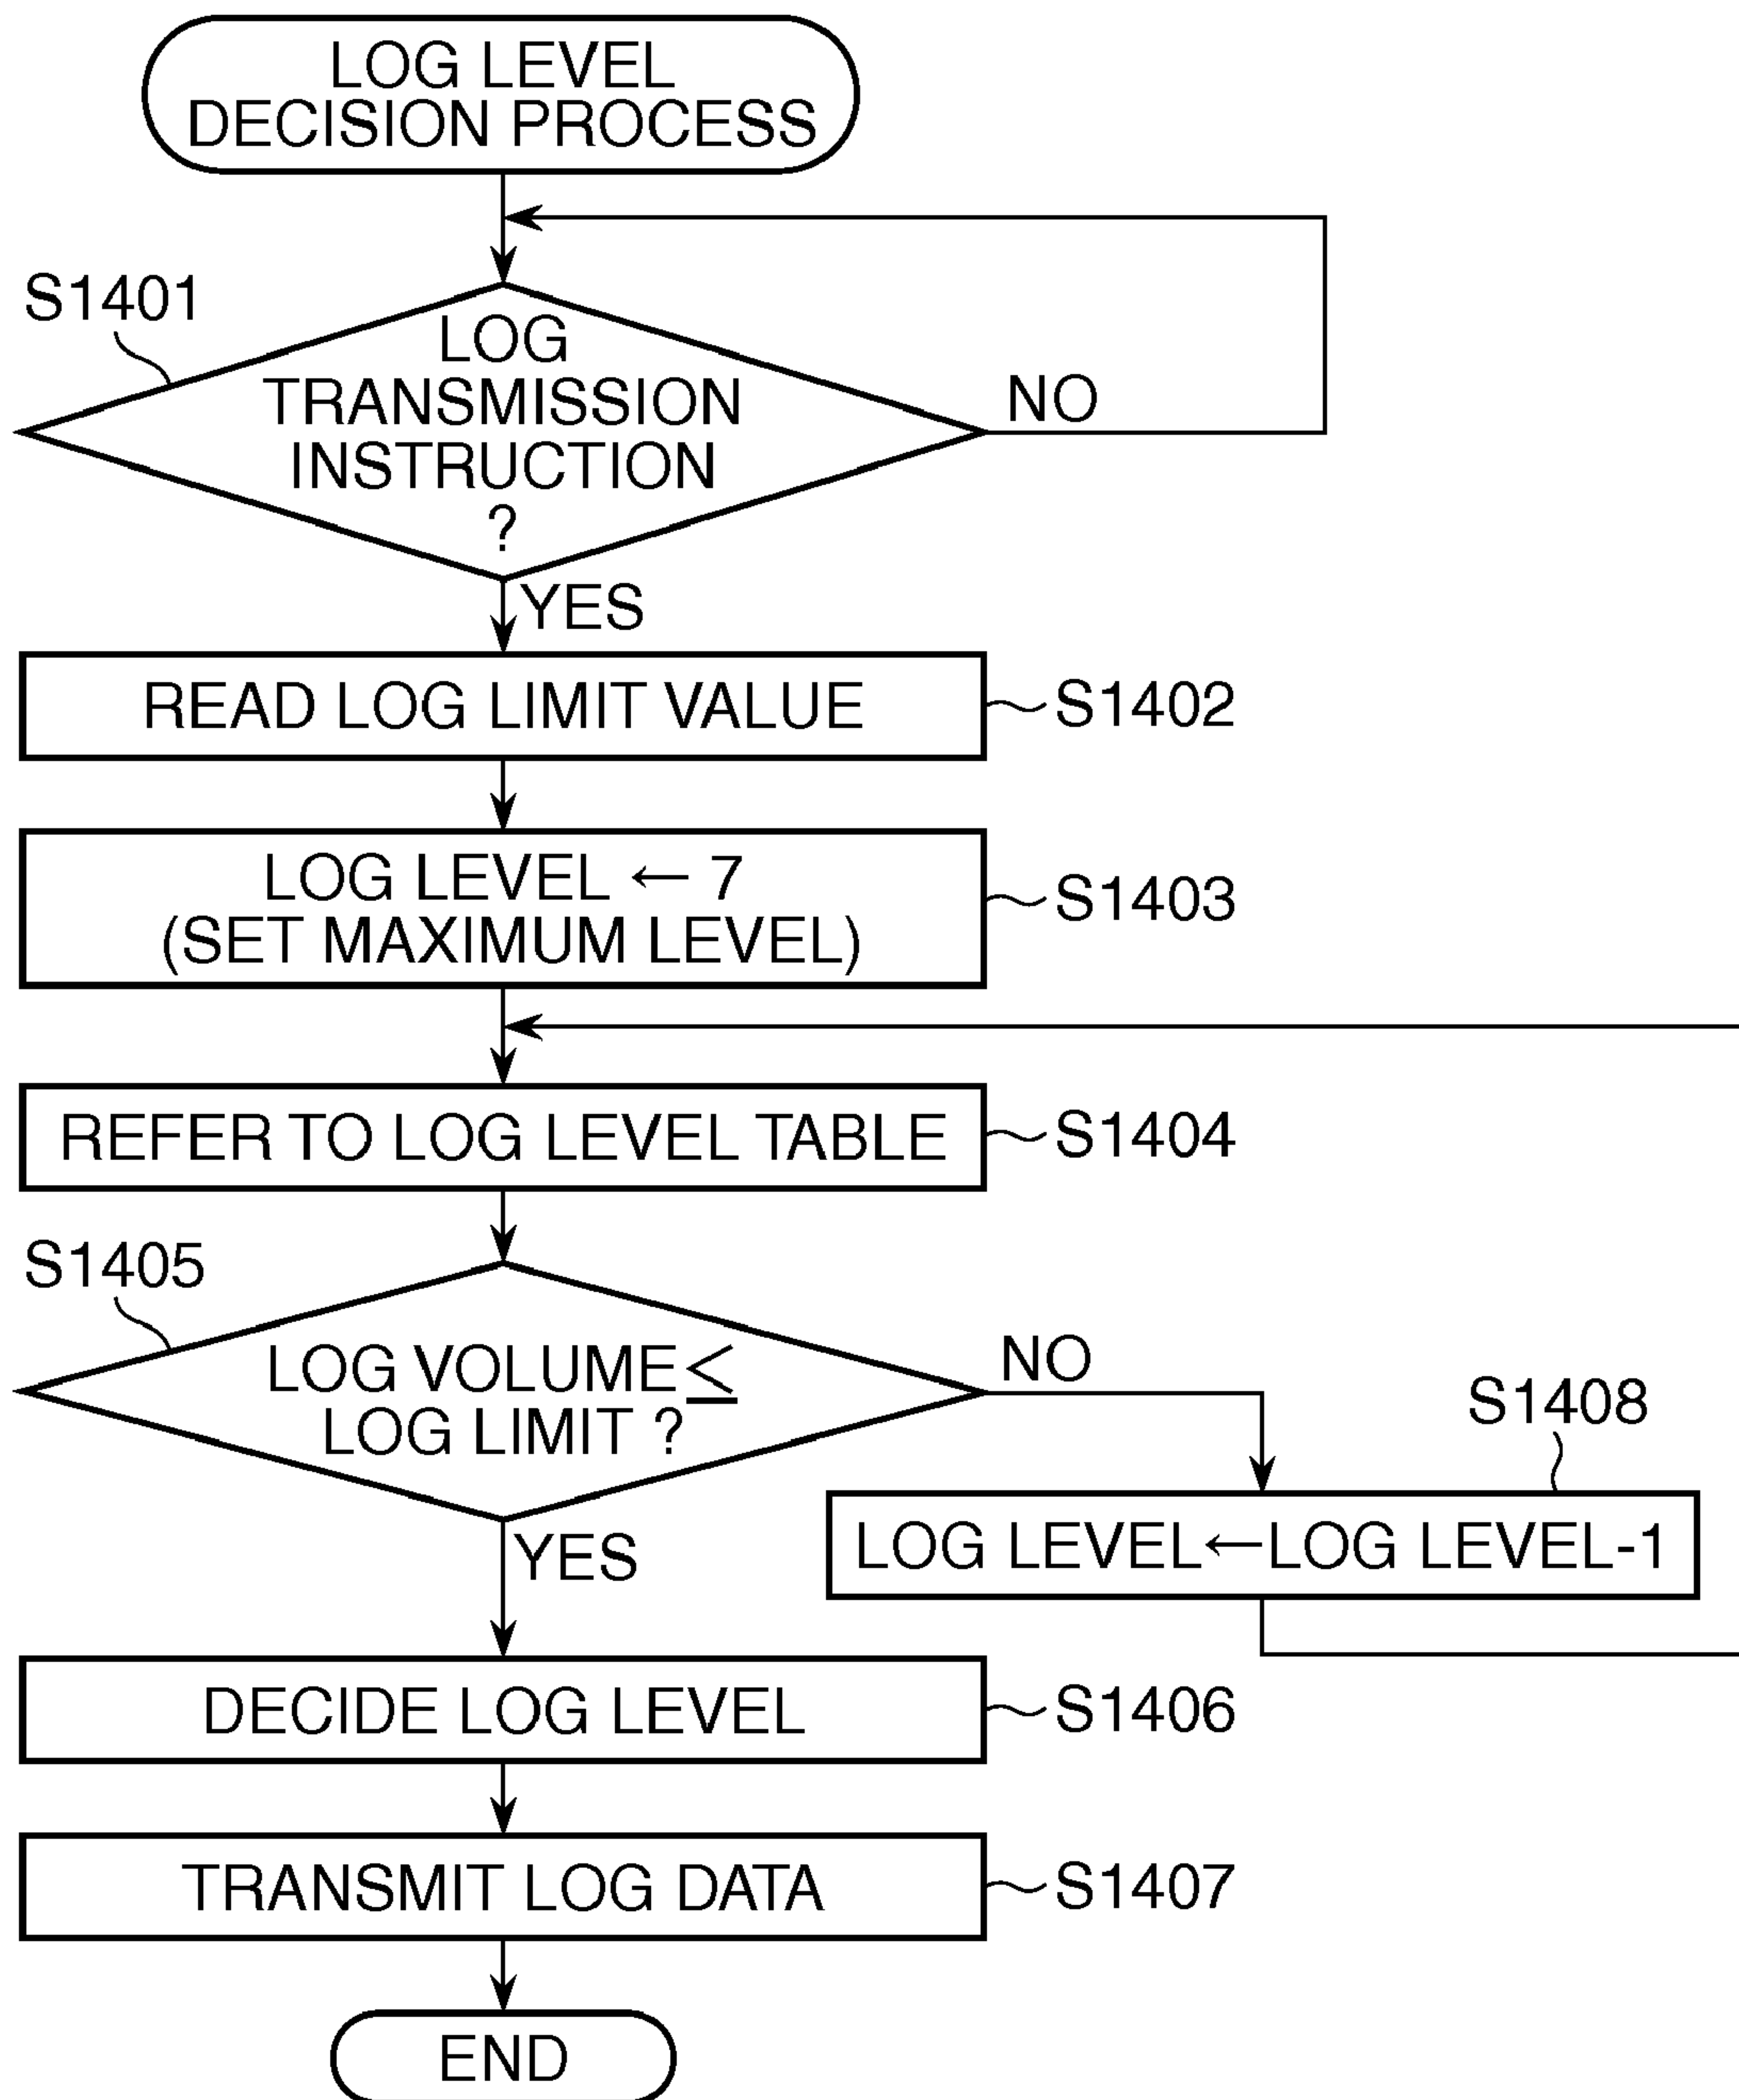 LOG LEVEL
DECISION PROCESS
S1401
LOG
TRANSMISSION
INSTRUCTION
?
NO
YES
READ LOG LIMIT VALUE
S1402
LOG LEVEL ← 7
(SET MAXIMUM LEVEL)
S1403
REFER TO LOG LEVEL TABLE
S1404
S1405
LOG VOLUME ≤
LOG LIMIT ?
NO
S1408
LOG LEVEL←LOG LEVEL-1
YES
DECIDE LOG LEVEL
S1406
TRANSMIT LOG DATA
S1407
END